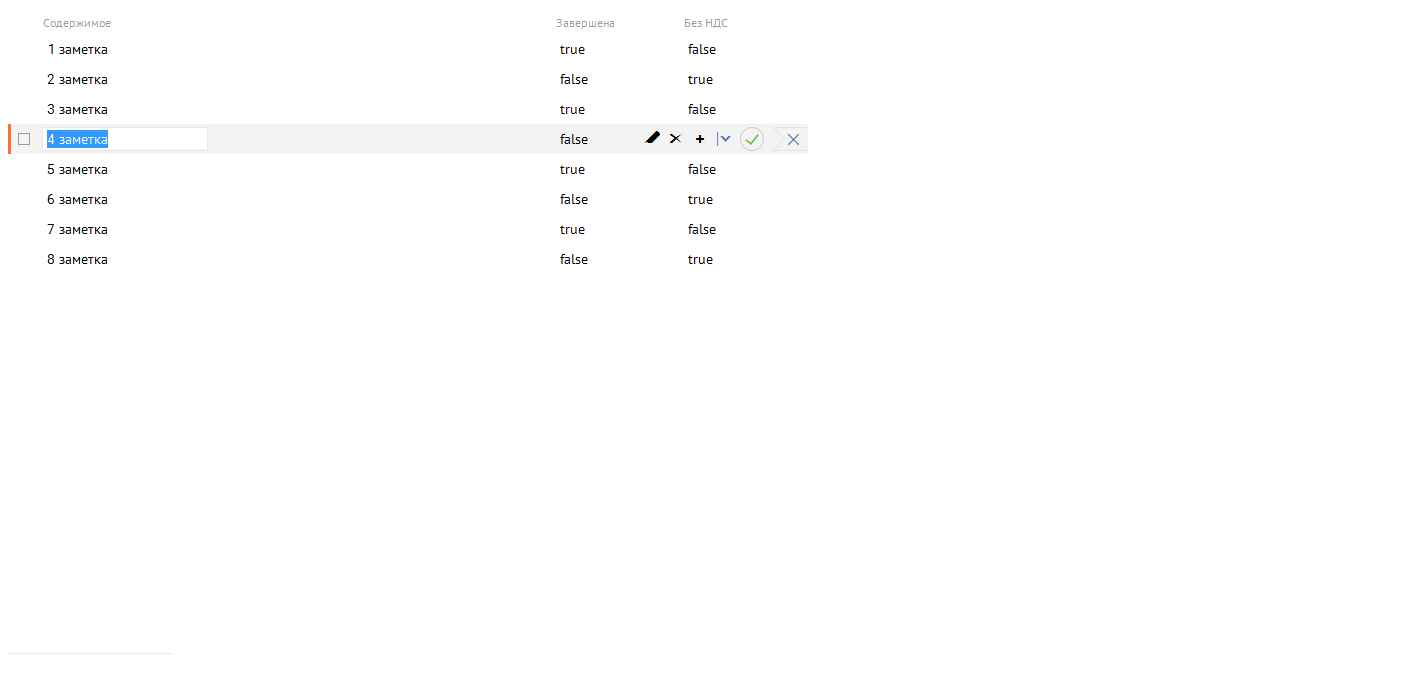 Содержимое Завершена Без НДС
1 заметка true false
2 заметка false true
3 заметка true false
4 заметка false
5 заметка true false
6 заметка false true
7 заметка true false
8 заметка false true